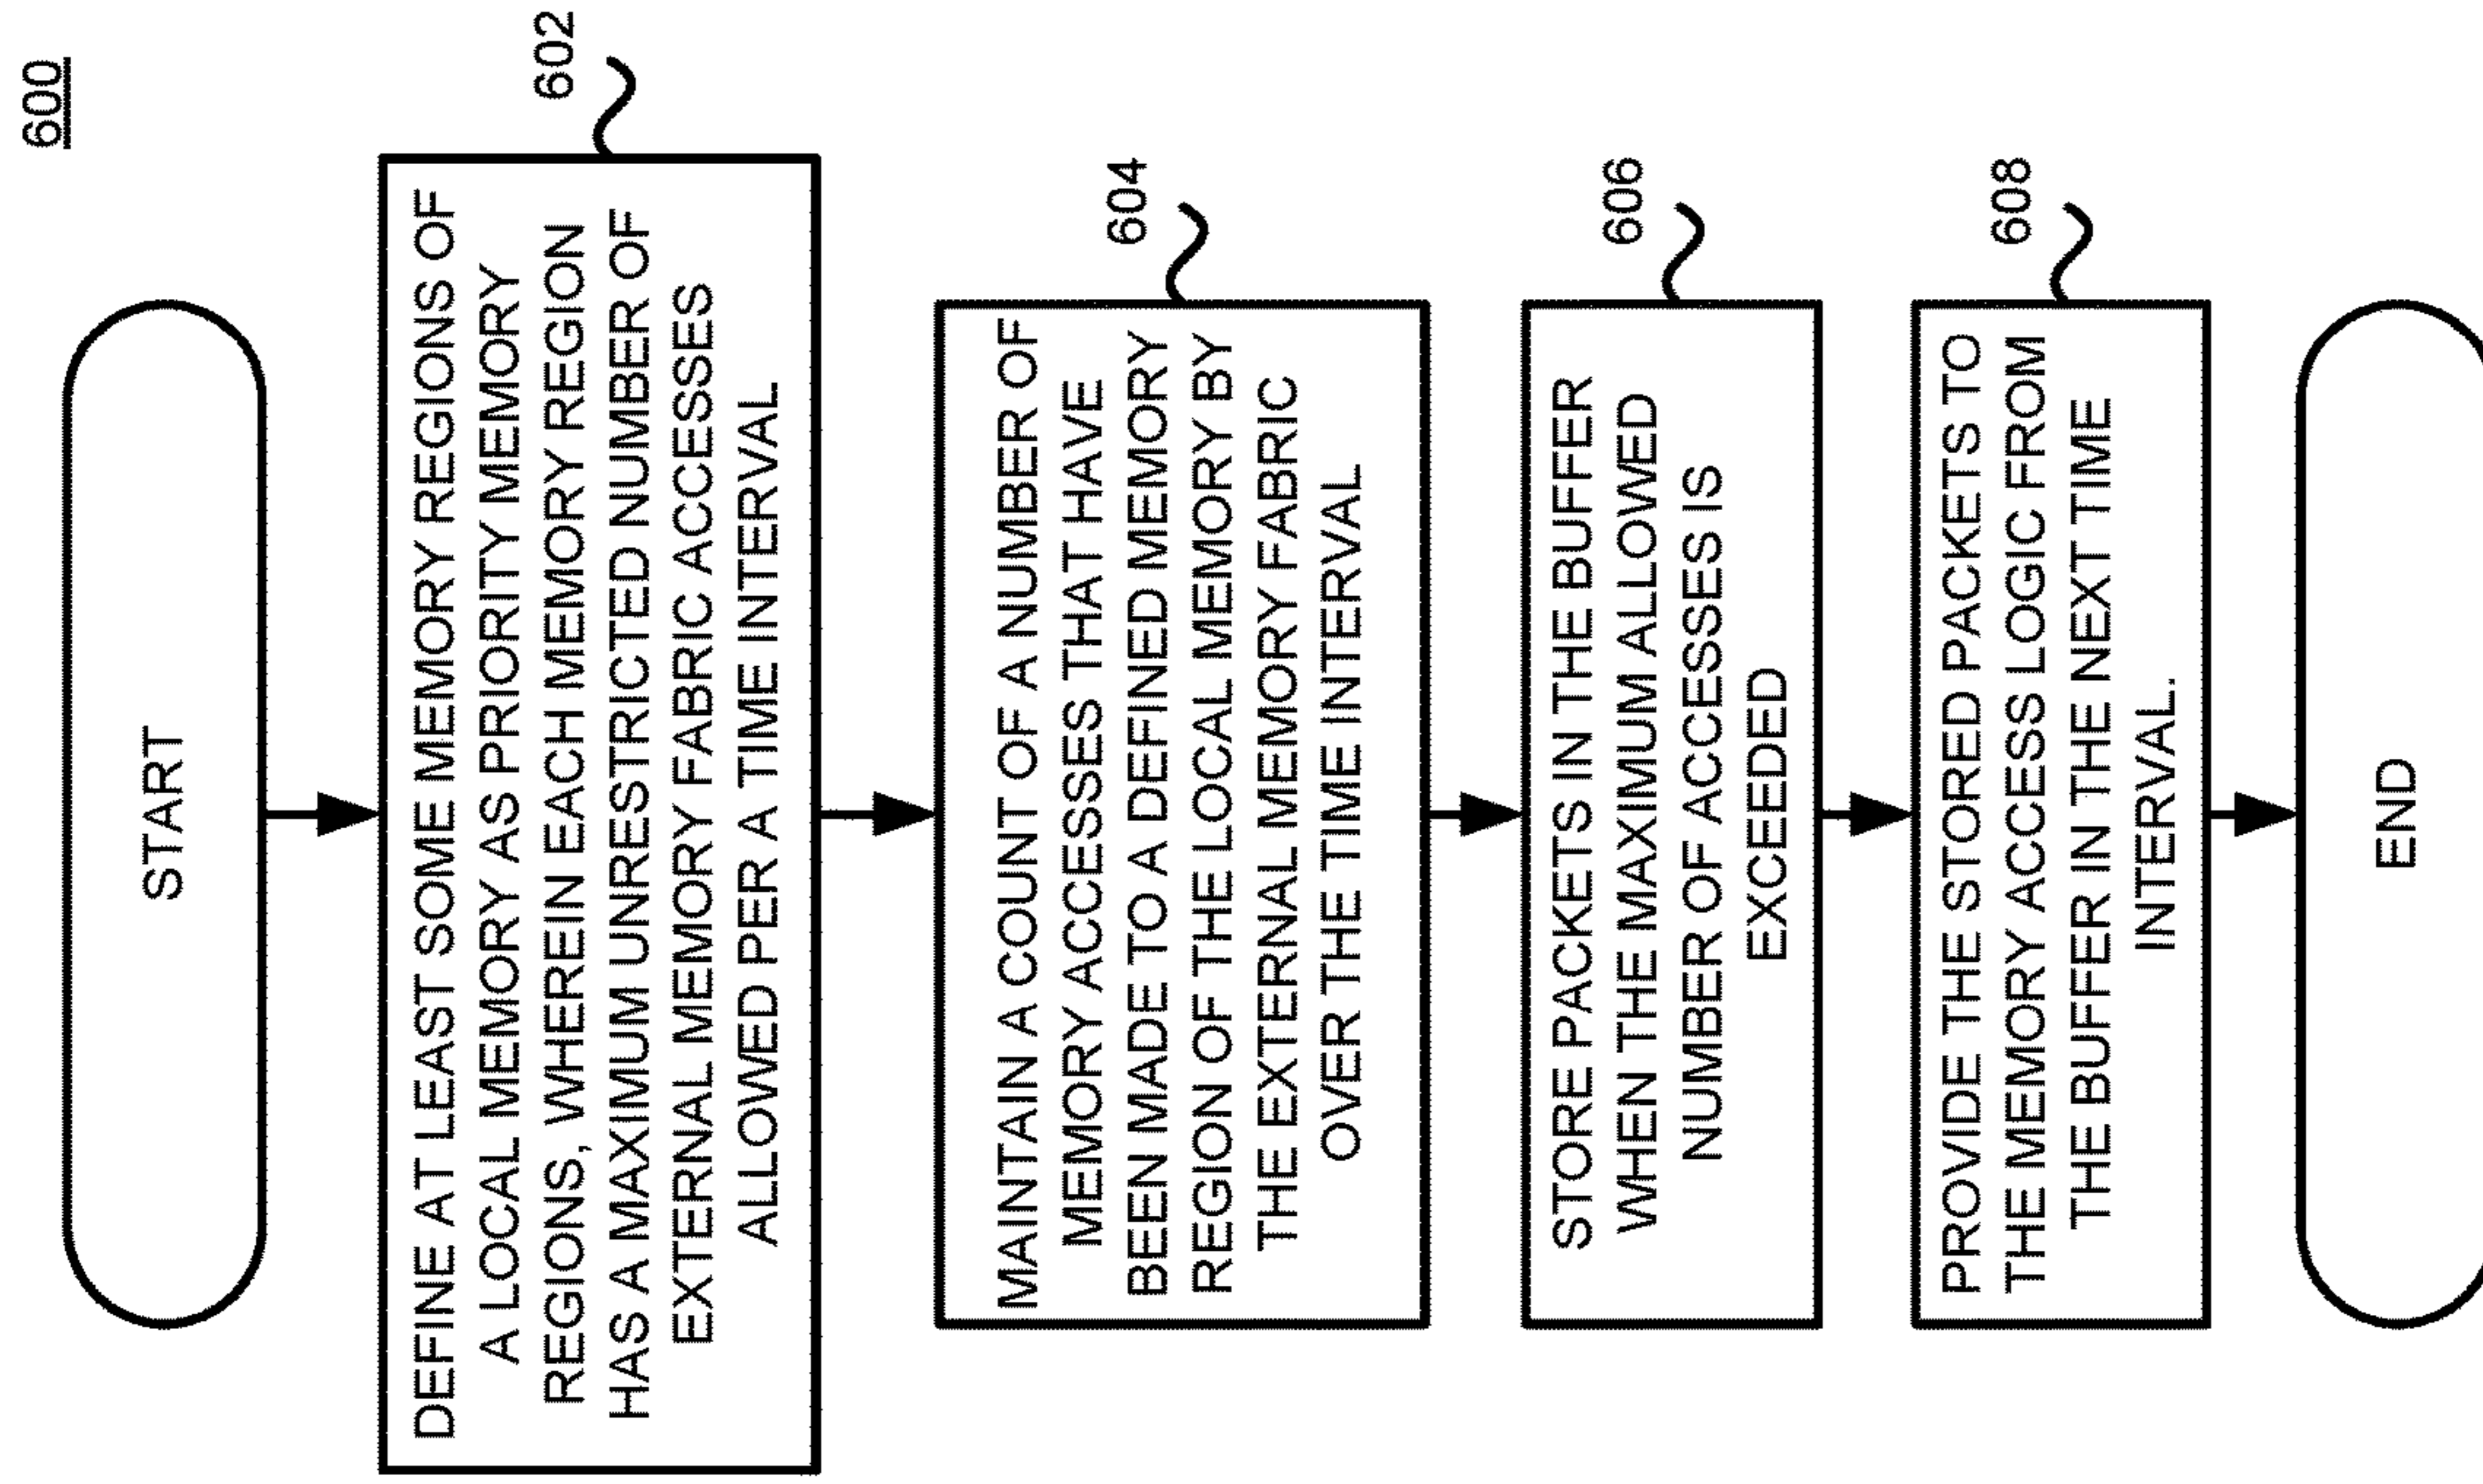 600
START
602
DEFINE AT LEAST SOME MEMORY REGIONS OF
A LOCAL MEMORY AS PRIORITY MEMORY
REGIONS, WHEREIN EACH MEMORY REGION
HAS A MAXIMUM UNRESTRICTED NUMBER OF
EXTERNAL MEMORY FABRIC ACCESSES
ALLOWED PER A TIME INTERVAL
604
MAINTAIN A COUNT OF A NUMBER OF
MEMORY ACCESSES THAT HAVE
BEEN MADE TO A DEFINED MEMORY
REGION OF THE LOCAL MEMORY BY
THE EXTERNAL MEMORY FABRIC
OVER THE TIME INTERVAL
606
STORE PACKETS IN THE BUFFER
WHEN THE MAXIMUM ALLOWED
NUMBER OF ACCESSES IS
EXCEEDED
608
PROVIDE THE STORED PACKETS TO
THE MEMORY ACCESS LOGIC FROM
THE BUFFER IN THE NEXT TIME
INTERVAL.
END